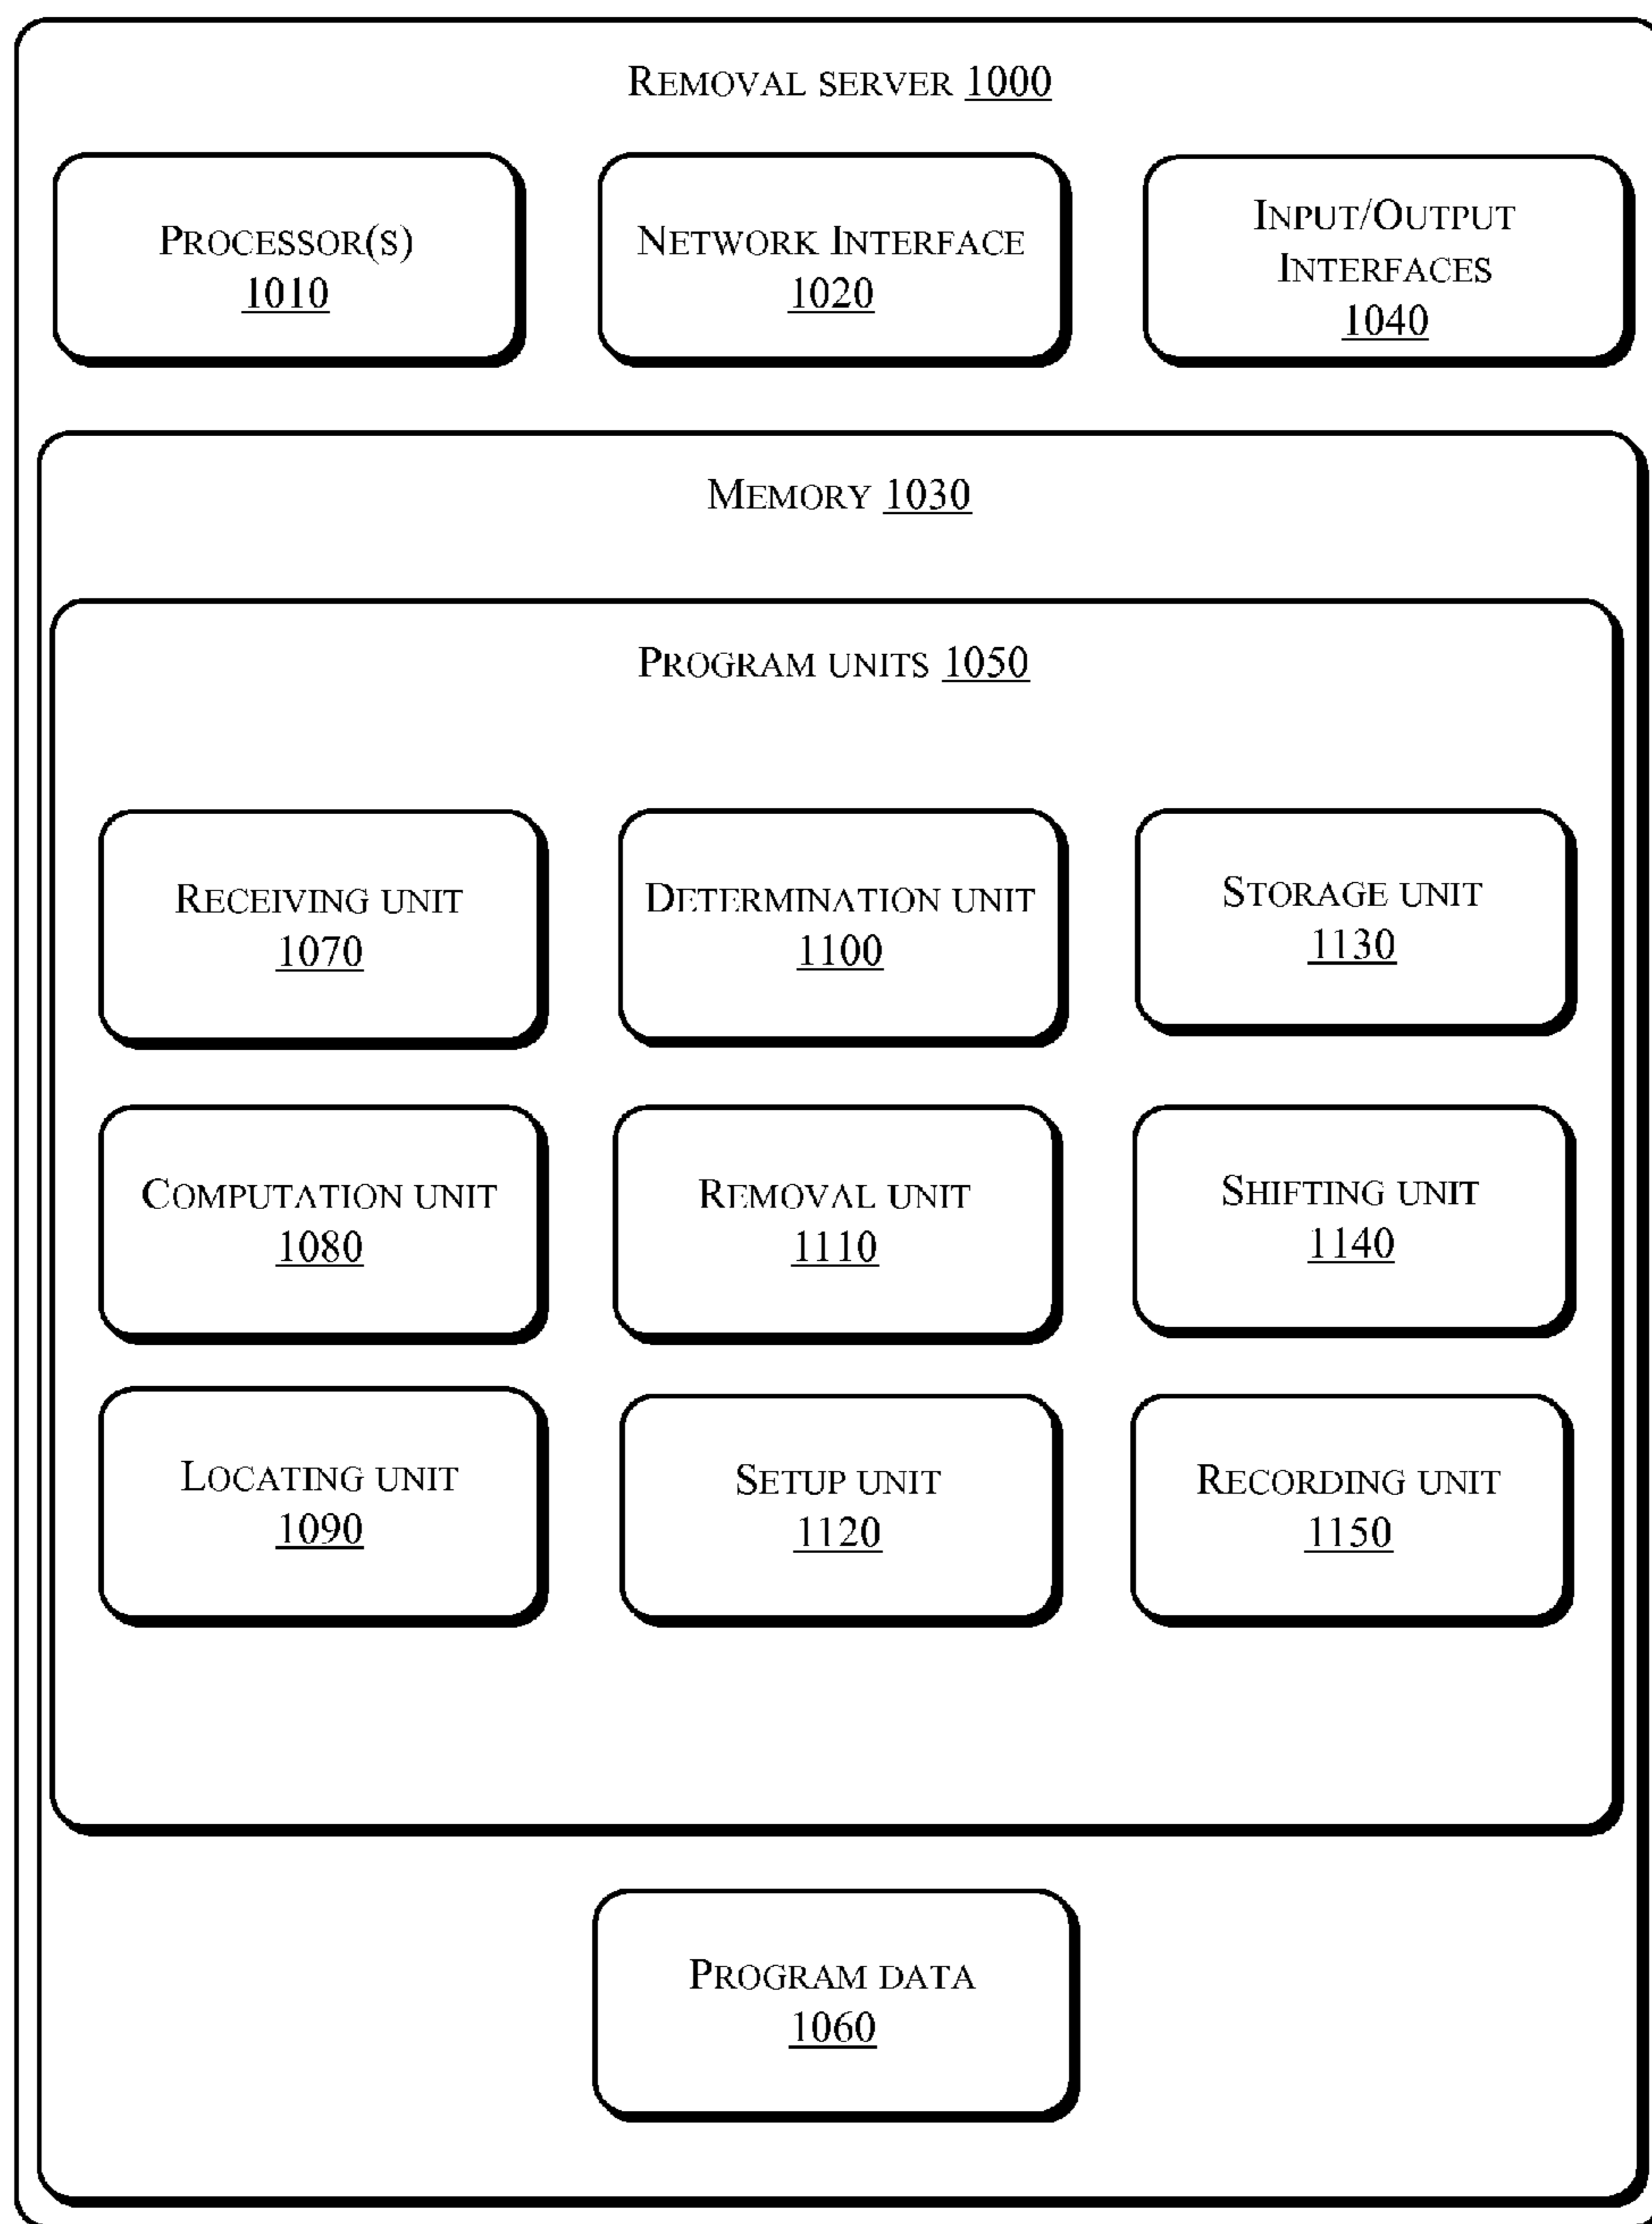 REMOVAL SERVER 1000
PROCESSOR(S)
1010
NETWORK INTERFACE
1020
INPUT/OUTPUT
INTERFACES
1040
MEMORY 1030
PROGRAM UNITS 1050
RECEIVING UNIT
1070
DETERMINATION UNIT
1100
STORAGE UNIT
1130
COMPUTATION UNIT
1080
REMOVAL UNIT
1110
SHIFTING UNIT
1140
LOCATING UNIT
1090
SETUP UNIT
1120
RECORDING UNIT
1150
PROGRAM DATA
1060